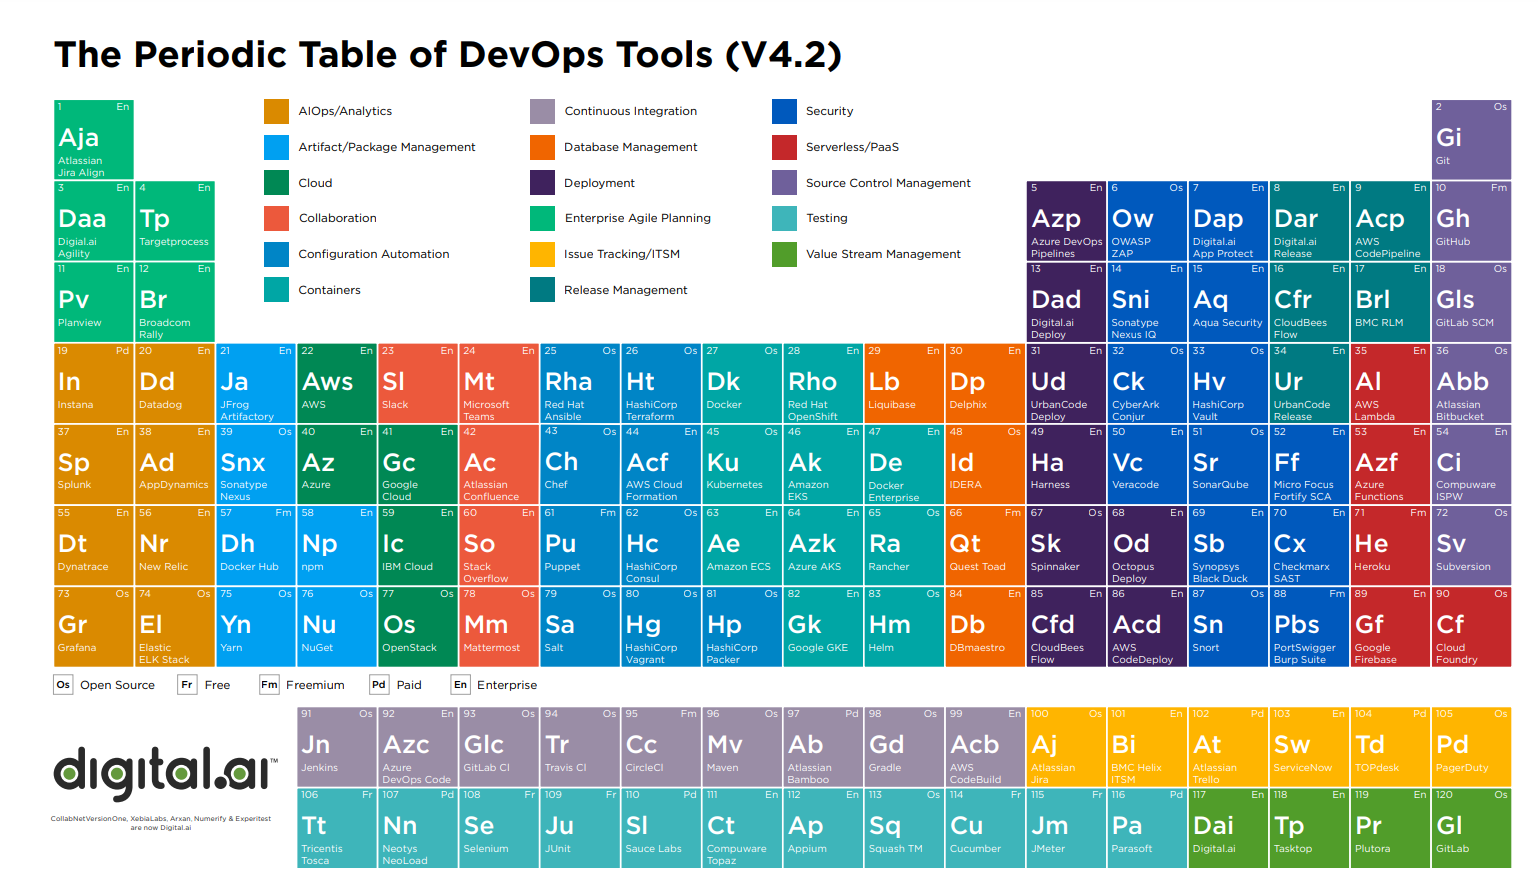 The Periodic Table of DevOps Tools (V4.2)
AIOps/Analytics
Artifact/Package Management
Cloud
Collaboration
Configuration Automation
Containers
Continuous Integration
Database Management
Deployment
Enterprise Agile Planning
Issue Tracking/ITSM
Release Management
Security
Serverless/PaaS
Source Control Management
Testing
Value Stream Management
1 En
Aja
Atlassian
Jira Align
2 Os
Gi
Git
3 En
Daa
Digial.ai
Agility
4 En
Tp
Targetprocess
5 En
Azp
Azure DevOps
Pipelines
6 Os
Ow
OWASP
ZAP
7 En
Dap
Digital.ai
App Protect
8 En
Dar
Digital.ai
Release
9 En
Acp
AWS
CodePipeline
10 Fm
Gh
GitHub
11 En
Pv
Planview
12 En
Br
Broadcom
Rally
13 En
Dad
Digital.ai
Deploy
14 En
Sni
Sonatype
Nexus IQ
15 En
Aq
Aqua Security
16 En
Cfr
CloudBees
Flow
17 En
Brl
BMC RLM
18 Os
Gls
GitLab SCM
19 Pd
In
Instana
20 En
Dd
Datadog
21 En
Ja
JFrog
Artifactory
22 En
Aws
AWS
23 En
Sl
Slack
24 En
Mt
Microsoft
Teams
25 Os
Rha
Red Hat
Ansible
26 Os
Ht
HashiCorp
Terraform
27 Os
Dk
Docker
28 En
Rho
Red Hat
OpenShift
29 En
Lb
Liquibase
30 En
Dp
Delphix
31 En
Ud
UrbanCode
Deploy
32 Os
Ck
CyberArk
Conjur
33 Os
Hv
HashiCorp
Vault
34 En
Ur
UrbanCode
Release
35 En
Al
AWS
Lambda
36 Os
Abb
Atlassian
Bitbucket
37 En
Sp
Splunk
38 En
Ad
AppDynamics
39 Os
Snx
Sonatype
Nexus
40 En
Az
Azure
41 En
Gc
Google
Cloud
42 En
Ac
Atlassian
Confluence
43 Os
Ch
Chef
44 En
Acf
AWS Cloud
Formation
45 Os
Ku
Kubernetes
46 En
Ak
Amazon
EKS
47 En
De
Docker
Enterprise
48 Os
Id
IDERA
49 En
Ha
Harness
50 En
Vc
Veracode
51 Os
Sr
SonarQube
52 En
Ff
Micro Focus
Fortify SCA
53 En
Azf
Azure
Functions
54 En
Ci
Compuware
ISPW
55 En
Dt
Dynatrace
56 En
Nr
New Relic
57 Fm
Dh
Docker Hub
58 En
Np
npm
59 En
Ic
IBM Cloud
60 En
So
Stack
Overflow
61 Fm
Pu
Puppet
62 Os
Hc
HashiCorp
Consul
63 En
Ae
Amazon ECS
64 En
Azk
Azure AKS
65 Os
Ra
Rancher
66 Fm
Qt
Quest Toad
67 Os
Sk
Spinnaker
68 En
Od
Octopus
Deploy
69 En
Sb
Synopsys
Black Duck
70 En
Cx
Checkmarx
SAST
71 Fm
He
Heroku
72 Os
Sv
Subversion
73 Os
Gr
Grafana
74 Os
El
Elastic
ELK Stack
75 Os
Yn
Yarn
76 Os
Nu
NuGet
77 Os
Os
OpenStack
78 Os
Mm
Mattermost
79 Os
Sa
Salt
80 Os
Hg
HashiCorp
Vagrant
81 Os
Hp
HashiCorp
Packer
82 En
Gk
Google GKE
83 Os
Hm
Helm
84 En
Db
DBmaestro
85 En
Cfd
CloudBees
Flow
86 En
Acd
AWS
CodeDeploy
87 Os
Sn
Snort
88 Fm
Pbs
PortSwigger
Burp Suite
89 En
Gf
Google
Firebase
90 Os
Cf
Cloud
Foundry
Os Open Source Fr Free Fm Freemium Pd Paid En Enterprise
91 Os
Jn
Jenkins
92 En
Azc
Azure
DevOps Code
93 Os
Glc
GitLab CI
94 Os
Tr
Travis CI
95 Fm
Cc
CircleCI
96 Os
Mv
Maven
97 Pd
Ab
Atlassian
Bamboo
98 Os
Gd
Gradle
99 En
Acb
AWS
CodeBuild
100 Os
Aj
Atlassian
Jira
101 En
Bi
BMC Helix
ITSM
102 Pd
At
Atlassian
Trello
103 En
Sw
ServiceNow
104 Pd
Td
TOPdesk
105 Os
Pd
PagerDuty
digital.ai™
CollabNetVersionOne, XebiaLabs, Arxan, Numerify & Experitest
are now Digital.ai
106 Fr
Tt
Tricentis
Tosca
107 Pd
Nn
Neotys
NeoLoad
108 Fr
Se
Selenium
109 Fr
Ju
JUnit
110 Pd
Sl
Sauce Labs
111 En
Ct
Compuware
Topaz
112 En
Ap
Appium
113 Os
Sq
Squash TM
114 Fr
Cu
Cucumber
115 Fr
Jm
JMeter
116 Pd
Pa
Parasoft
117 En
Dai
Digital.ai
118 En
Tp
Tasktop
119 En
Pr
Plutora
120 Os
Gl
GitLab